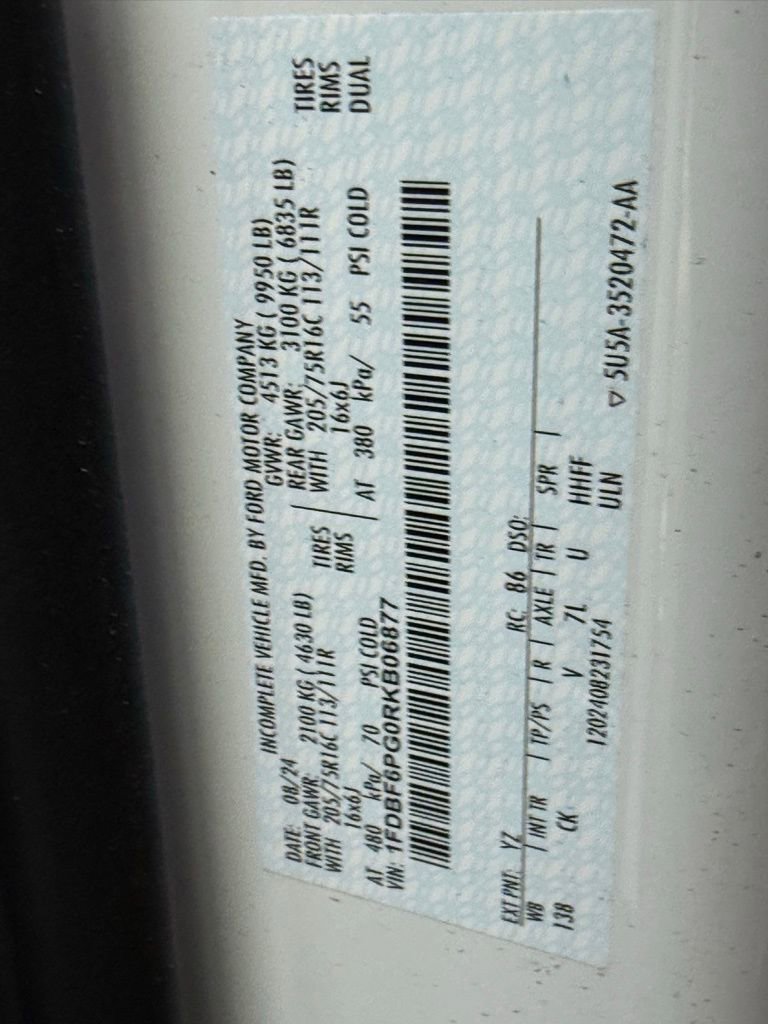 INCOMPLETE VEHICLE MFD. BY FORD MOTOR COMPANY
DATE: 08/24 GVWR: 4513 KG ( 9950 LB)
FRONT GAWR: 2100 KG ( 4630 LB) REAR GAWR: 3100 KG ( 6835 LB)
WITH 205/75R16C 113/111R TIRES WITH 205/75R16C 113/111R TIRES
16x6J RIMS 16x6J RIMS
AT 480 kPa/ 70 PSI COLD AT 380 kPa/ 55 PSI COLD DUAL
VIN: 1FDBF6PG0RKB06877
EXT PNT: YZ RC: 86 DSO:
WB INT TR TP/PS R AXLE TR SPR
138 CK V 7L U HHFF
1202408231754 ULN
▽ 5U5A-3520472-AA